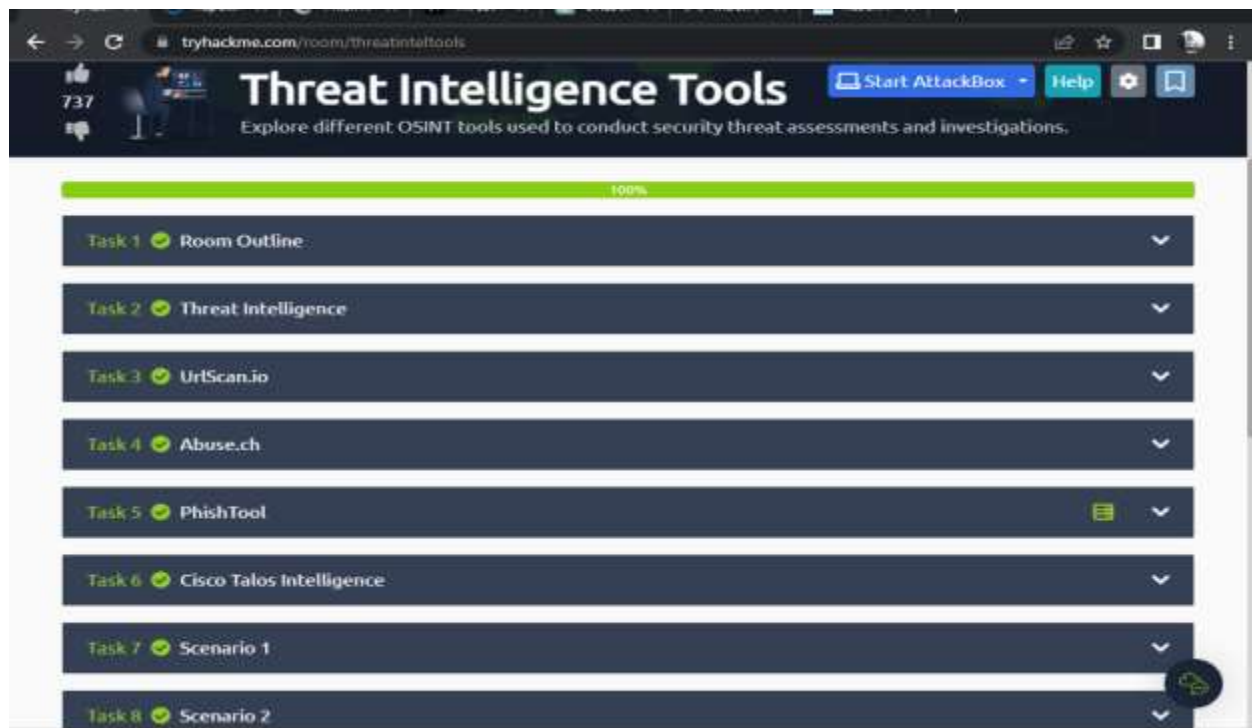 tryhackme.com/room/threatinteltools
737
Threat Intelligence Tools
Start AttackBox
Help
Explore different OSINT tools used to conduct security threat assessments and investigations.
100%
Task 1 Room Outline
Task 2 Threat Intelligence
Task 3 UrlScan.io
Task 4 Abuse.ch
Task 5 PhishTool
Task 6 Cisco Talos Intelligence
Task 7 Scenario 1
Task 8 Scenario 2